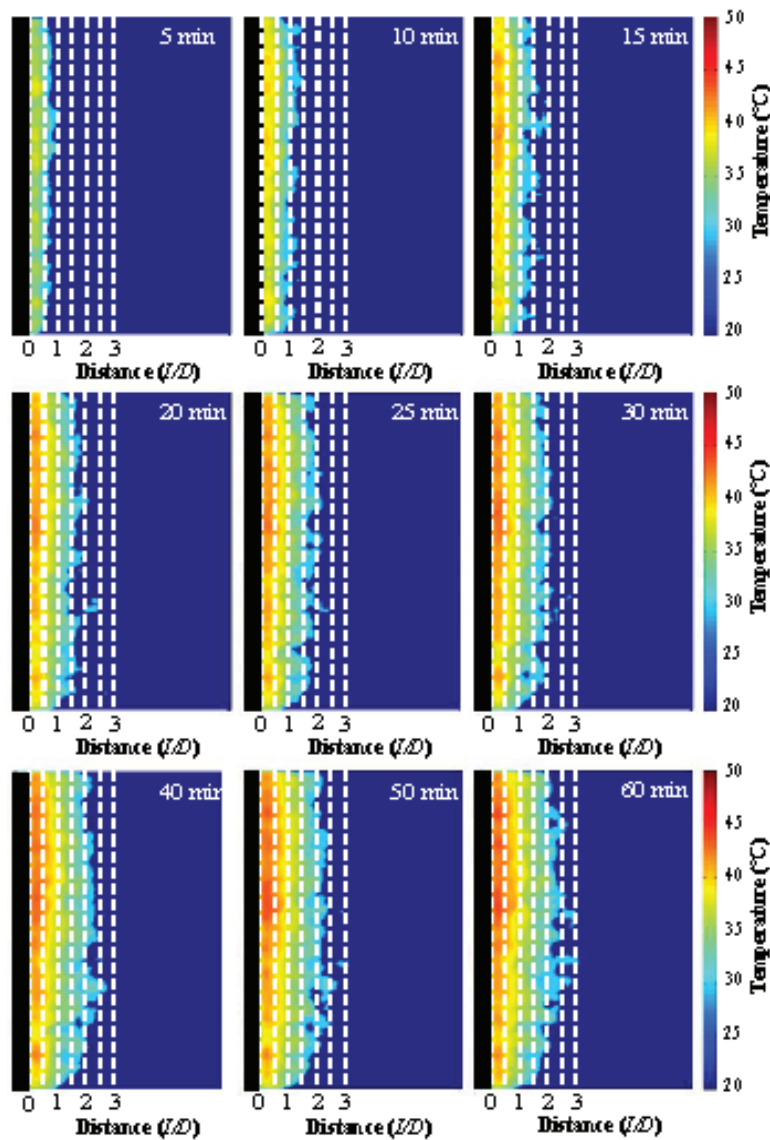 5 min
10 min
15 min
50
45
40
35
30
25
20
Temperature (°C)
0 1 2 3
0 1 2 3
0 1 2 3
Distance (I/D)
Distance (I/D)
Distance (I/D)
20 min
25 min
30 min
50
45
40
35
30
25
20
Temperature (°C)
0 1 2 3
0 1 2 3
0 1 2 3
Distance (I/D)
Distance (I/D)
Distance (I/D)
40 min
50 min
60 min
50
45
40
35
30
25
20
Temperature (°C)
0 1 2 3
0 1 2 3
0 1 2 3
Distance (I/D)
Distance (I/D)
Distance (I/D)